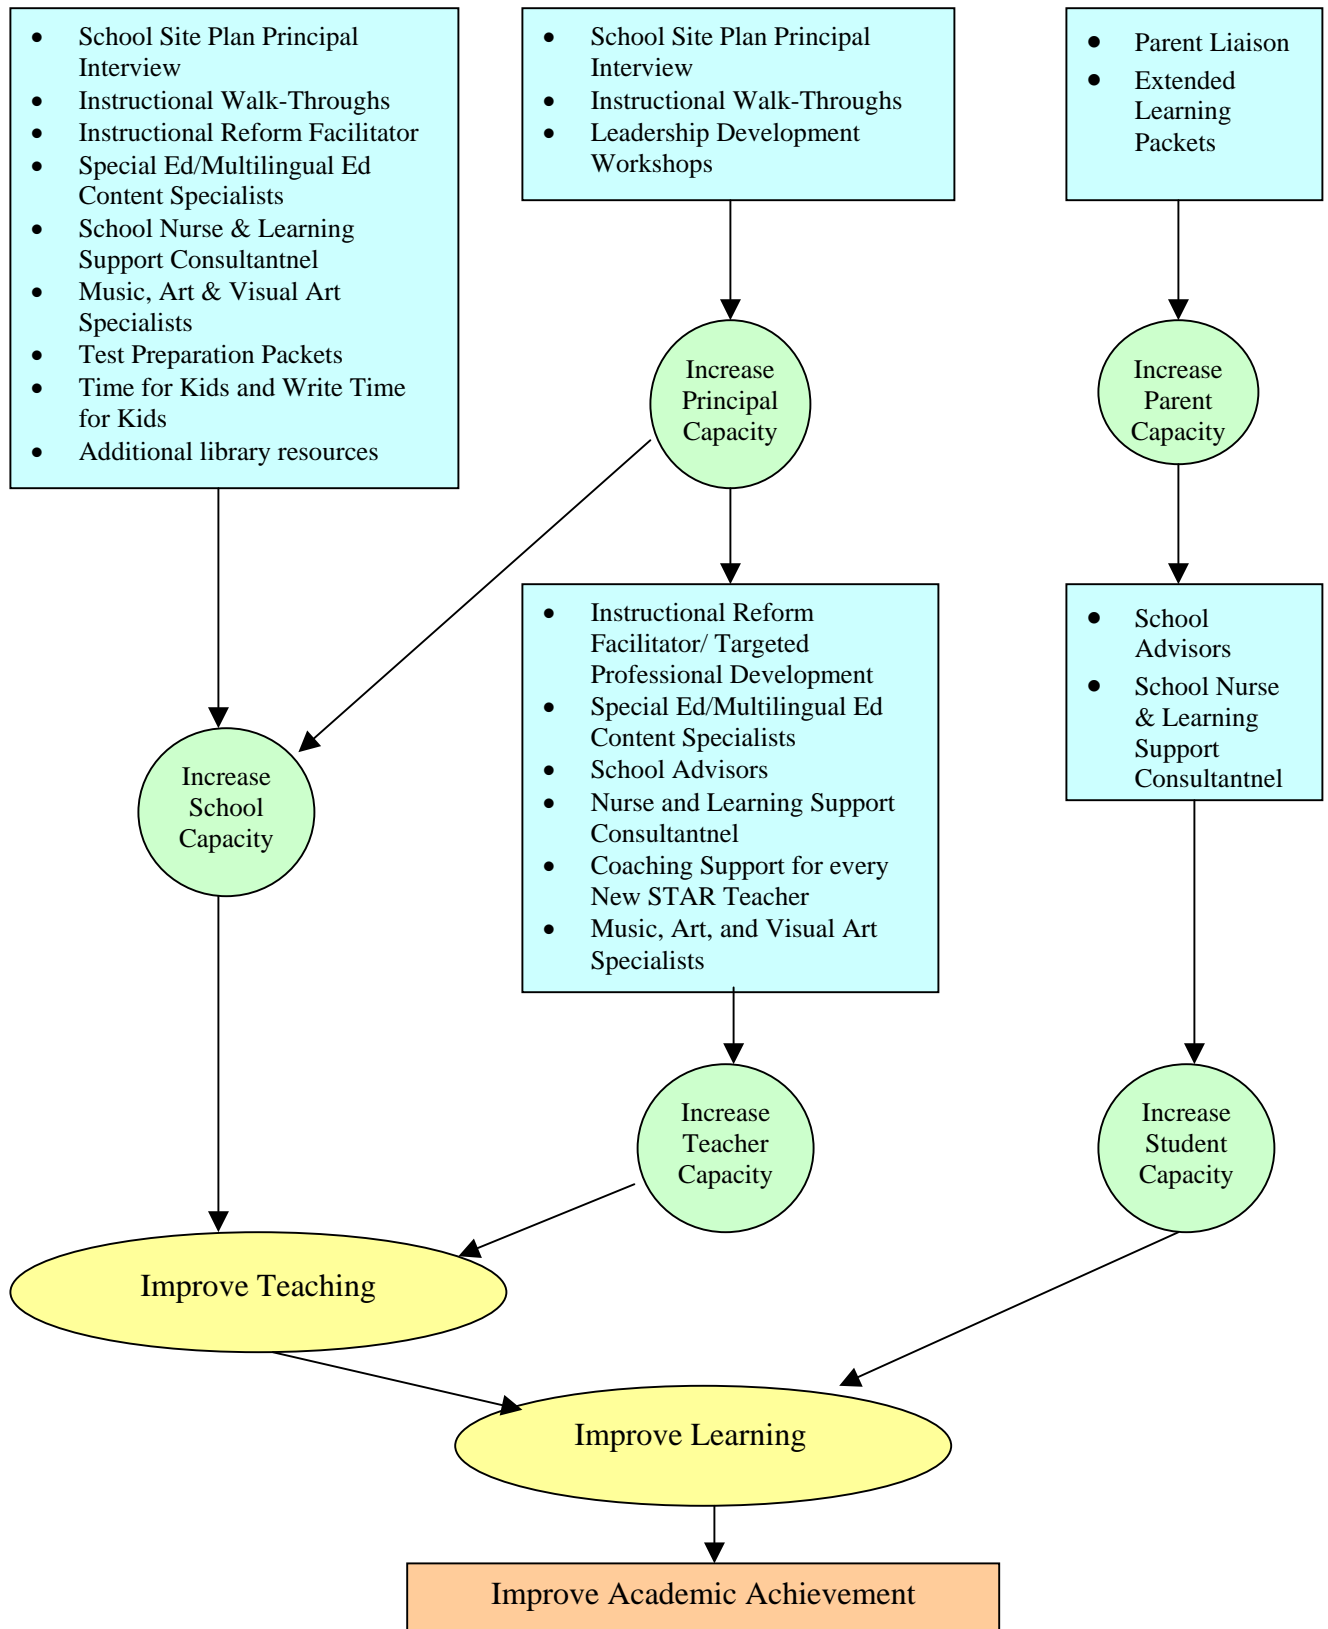 • School Site Plan Principal
Interview
• Instructional Walk-Throughs
• Instructional Reform Facilitator
• Special Ed/Multilingual Ed
Content Specialists
• School Nurse & Learning
Support Consultantnel
• Music, Art & Visual Art
Specialists
• Test Preparation Packets
• Time for Kids and Write Time
for Kids
• Additional library resources
• School Site Plan Principal
Interview
• Instructional Walk-Throughs
• Leadership Development
Workshops
• Parent Liaison
• Extended
Learning
Packets
Increase
Principal
Capacity
Increase
Parent
Capacity
• Instructional Reform
Facilitator/ Targeted
Professional Development
• Special Ed/Multilingual Ed
Content Specialists
• School Advisors
• Nurse and Learning Support
Consultantnel
• Coaching Support for every
New STAR Teacher
• Music, Art, and Visual Art
Specialists
• School
Advisors
• School Nurse
& Learning
Support
Consultantnel
Increase
School
Capacity
Increase
Teacher
Capacity
Increase
Student
Capacity
Improve Teaching
Improve Learning
Improve Academic Achievement